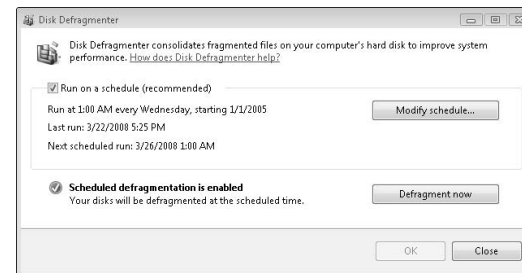 Disk Defragmenter
Disk Defragmenter consolidates fragmented files on your computer's hard disk to improve system
performance. How does Disk Defragmenter help?
Run on a schedule (recommended)
Run at 1:00 AM every Wednesday, starting 1/1/2005
Modify schedule...
Last run: 3/22/2008 5:25 PM
Next scheduled run: 3/26/2008 1:00 AM
Scheduled defragmentation is enabled
Your disks will be defragmented at the scheduled time.
Defragment now
OK
Close